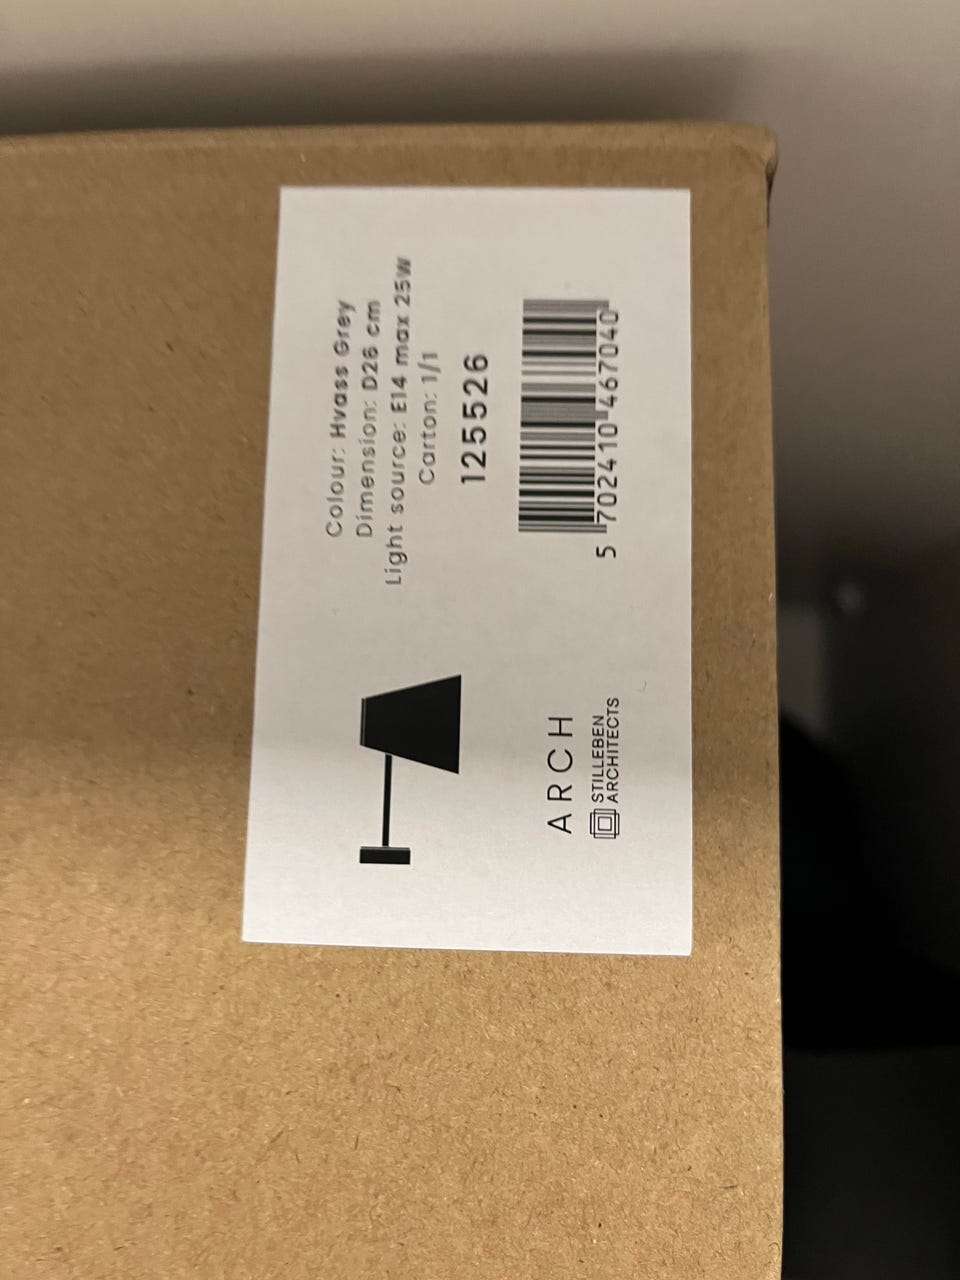 Colour: Hvass Grey
Dimension: D26 cm
Light source: E14 max 25W
Carton: 1/1
125526
5 702410 467040
ARCH
STILLEBEN
ARCHITECTS